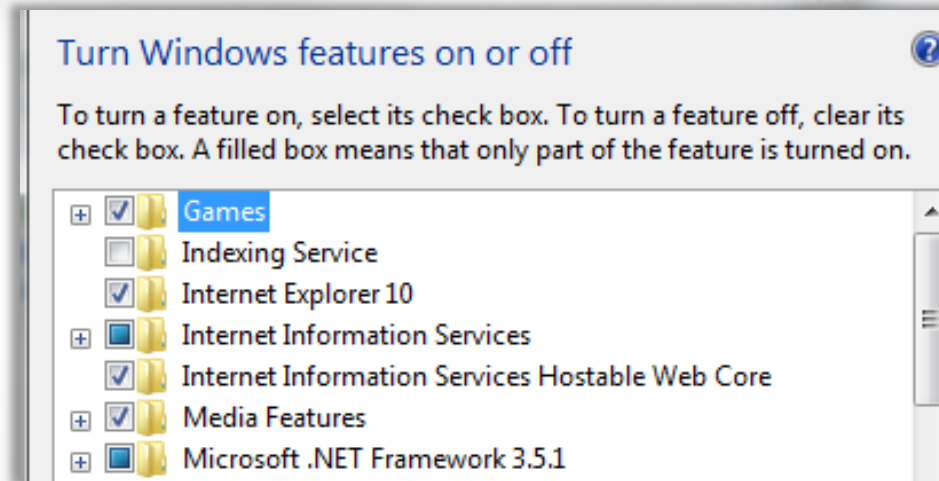 Turn Windows features on or off
To turn a feature on, select its check box. To turn a feature off, clear its
check box. A filled box means that only part of the feature is turned on.
Games
Indexing Service
Internet Explorer 10
Internet Information Services
Internet Information Services Hostable Web Core
Media Features
Microsoft .NET Framework 3.5.1